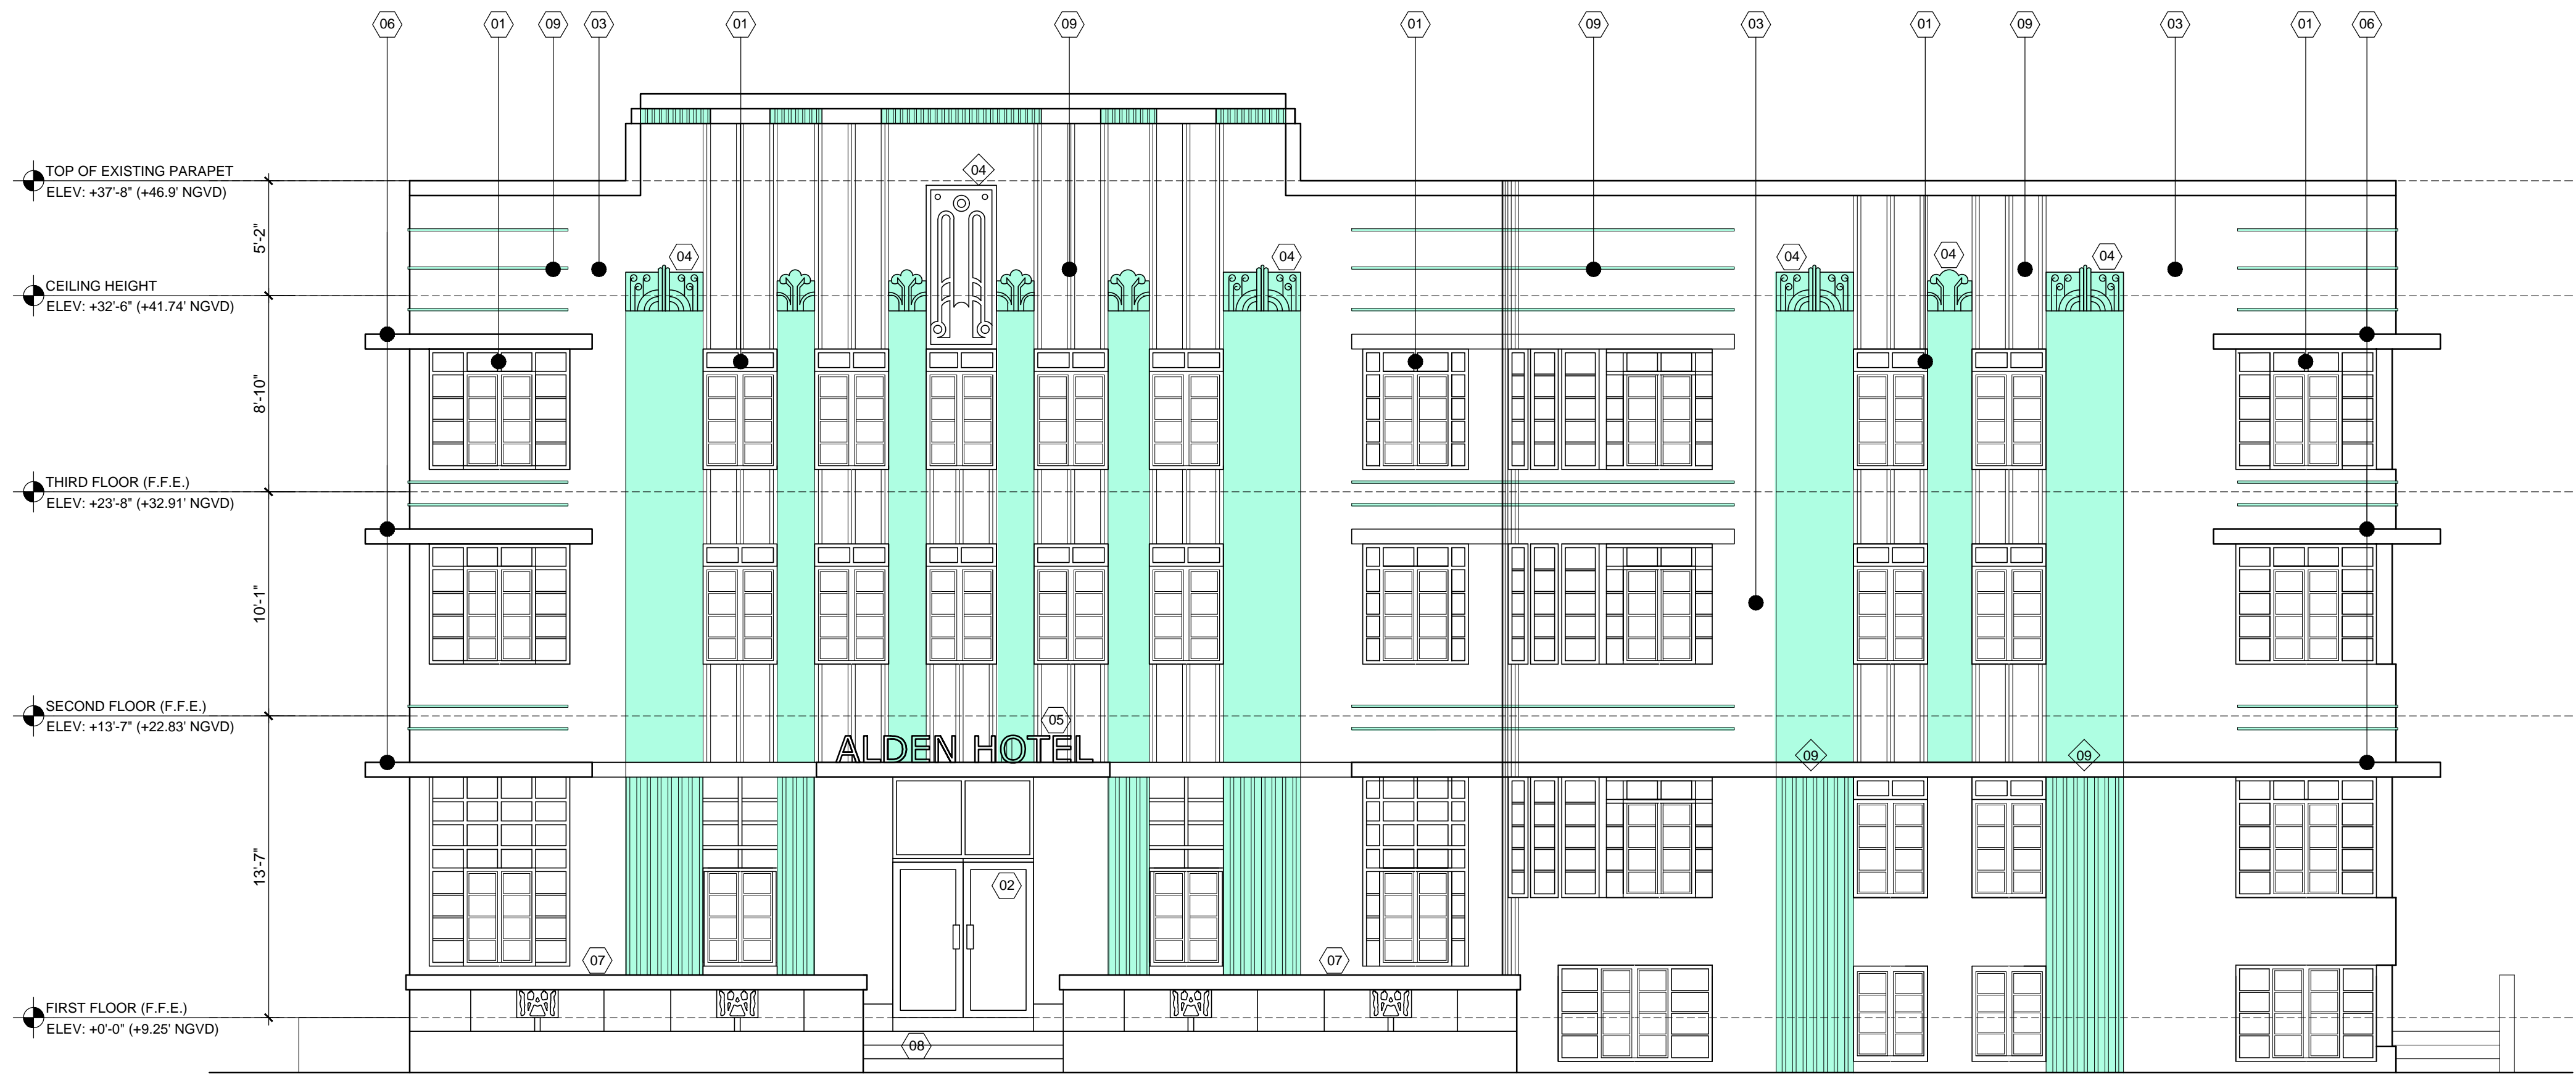 06 01 09 03 01 09 01 09 03 01 09 03 01 06
04
TOP OF EXISTING PARAPET
ELEV: +37'-8" (+46.9' NGVD)
5'-2"
04 04 04 04 04
CEILING HEIGHT
ELEV: +32'-6" (+41.74' NGVD)
8'-10"
THIRD FLOOR (F.F.E.)
ELEV: +23'-8" (+32.91' NGVD)
10'-1"
SECOND FLOOR (F.F.E.)
ELEV: +13'-7" (+22.83' NGVD)
05
ALDEN HOTEL
09 09
13'-7"
02
07 07
FIRST FLOOR (F.F.E.)
ELEV: +0'-0" (+9.25' NGVD)
08